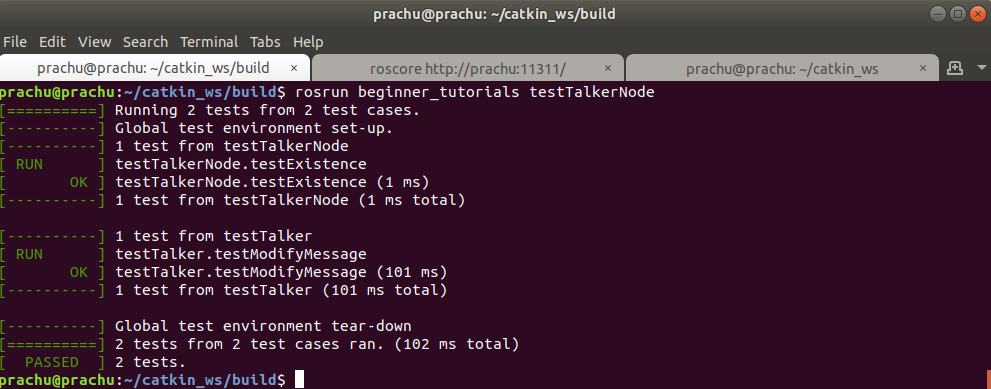 prachu@prachu: ~/catkin_ws/build
File Edit View Search Terminal Tabs Help
prachu@prachu: ~/catkin_ws/build × roscore http://prachu:11311/ × prachu@prachu: ~/catkin_ws ×
prachu@prachu:~/catkin_ws/build$ rosrun beginner_tutorials testTalkerNode
[==========] Running 2 tests from 2 test cases.
[----------] Global test environment set-up.
[----------] 1 test from testTalkerNode
[ RUN      ] testTalkerNode.testExistence
[       OK ] testTalkerNode.testExistence (1 ms)
[----------] 1 test from testTalkerNode (1 ms total)

[----------] 1 test from testTalker
[ RUN      ] testTalker.testModifyMessage
[       OK ] testTalker.testModifyMessage (101 ms)
[----------] 1 test from testTalker (101 ms total)

[----------] Global test environment tear-down
[==========] 2 tests from 2 test cases ran. (102 ms total)
[  PASSED  ] 2 tests.
prachu@prachu:~/catkin_ws/build$